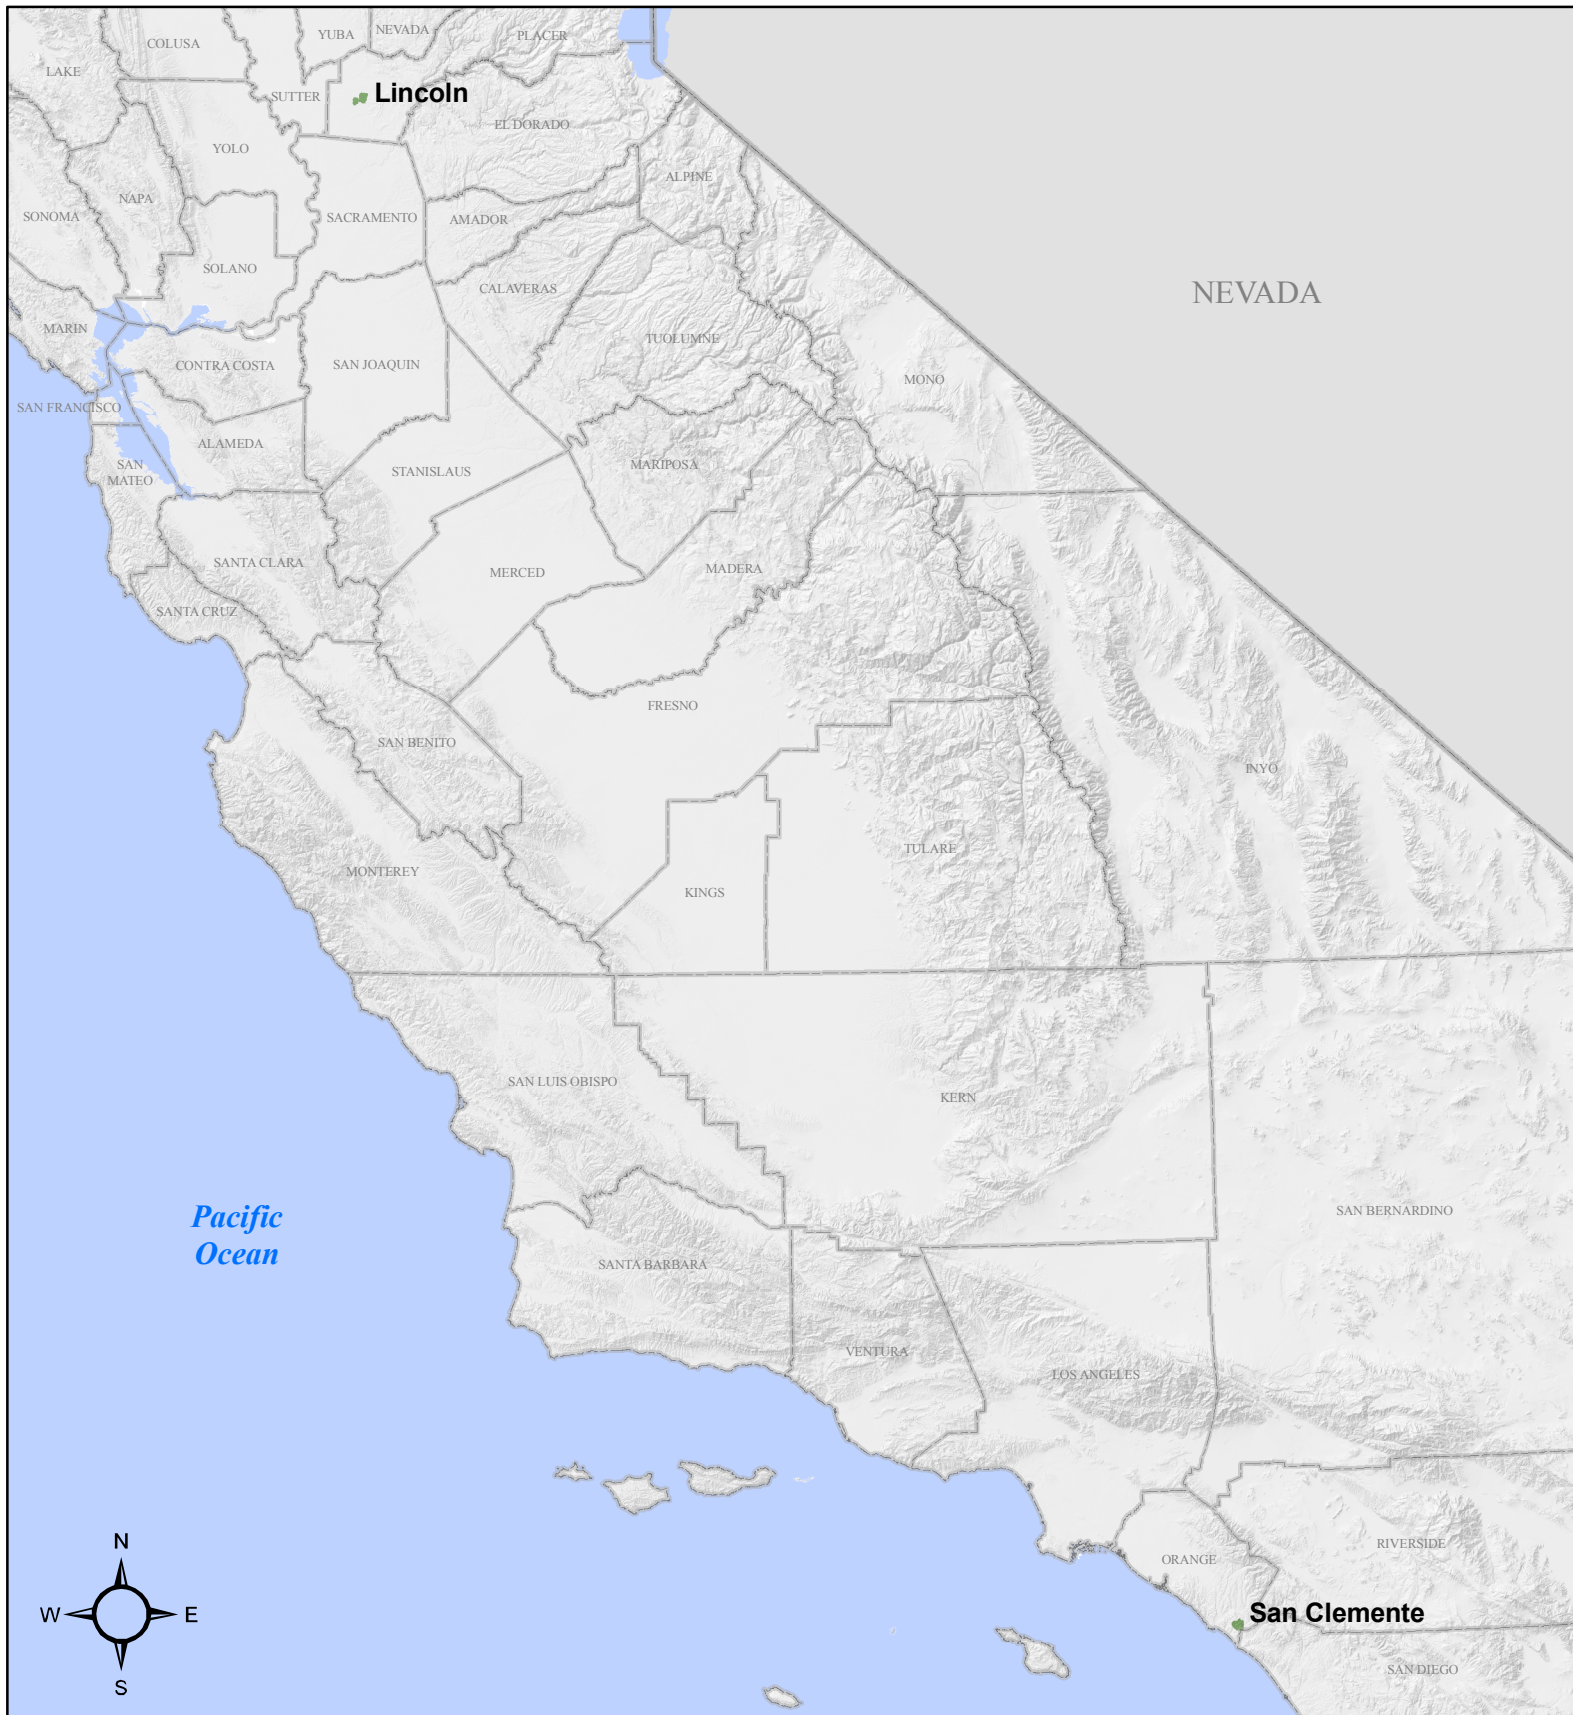 COLUSA
YUBA
NEVADA
PLACER
LAKE
SUTTER
Lincoln
EL DORADO
YOLO
ALPINE
NAPA
SONOMA
SACRAMENTO
AMADOR
SOLANO
CALAVERAS
NEVADA
MARIN
TUOLUMNE
CONTRA COSTA
SAN JOAQUIN
MONO
SAN FRANCISCO
ALAMEDA
SAN
MATEO
STANISLAUS
MARIPOSA
SANTA CLARA
MERCED
MADERA
SANTA CRUZ
FRESNO
SAN BENITO
INYO
TULARE
MONTEREY
KINGS
SAN LUIS OBISPO
KERN
Pacific
Ocean
SAN BERNARDINO
SANTA BARBARA
VENTURA
LOS ANGELES
N
W
E
S
RIVERSIDE
ORANGE
San Clemente
SAN DIEGO